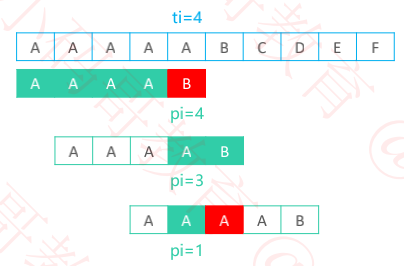 ti=4
A A A A A B C D E F
A A A A B
pi=4
A A A A B
pi=3
A A A A B
pi=1